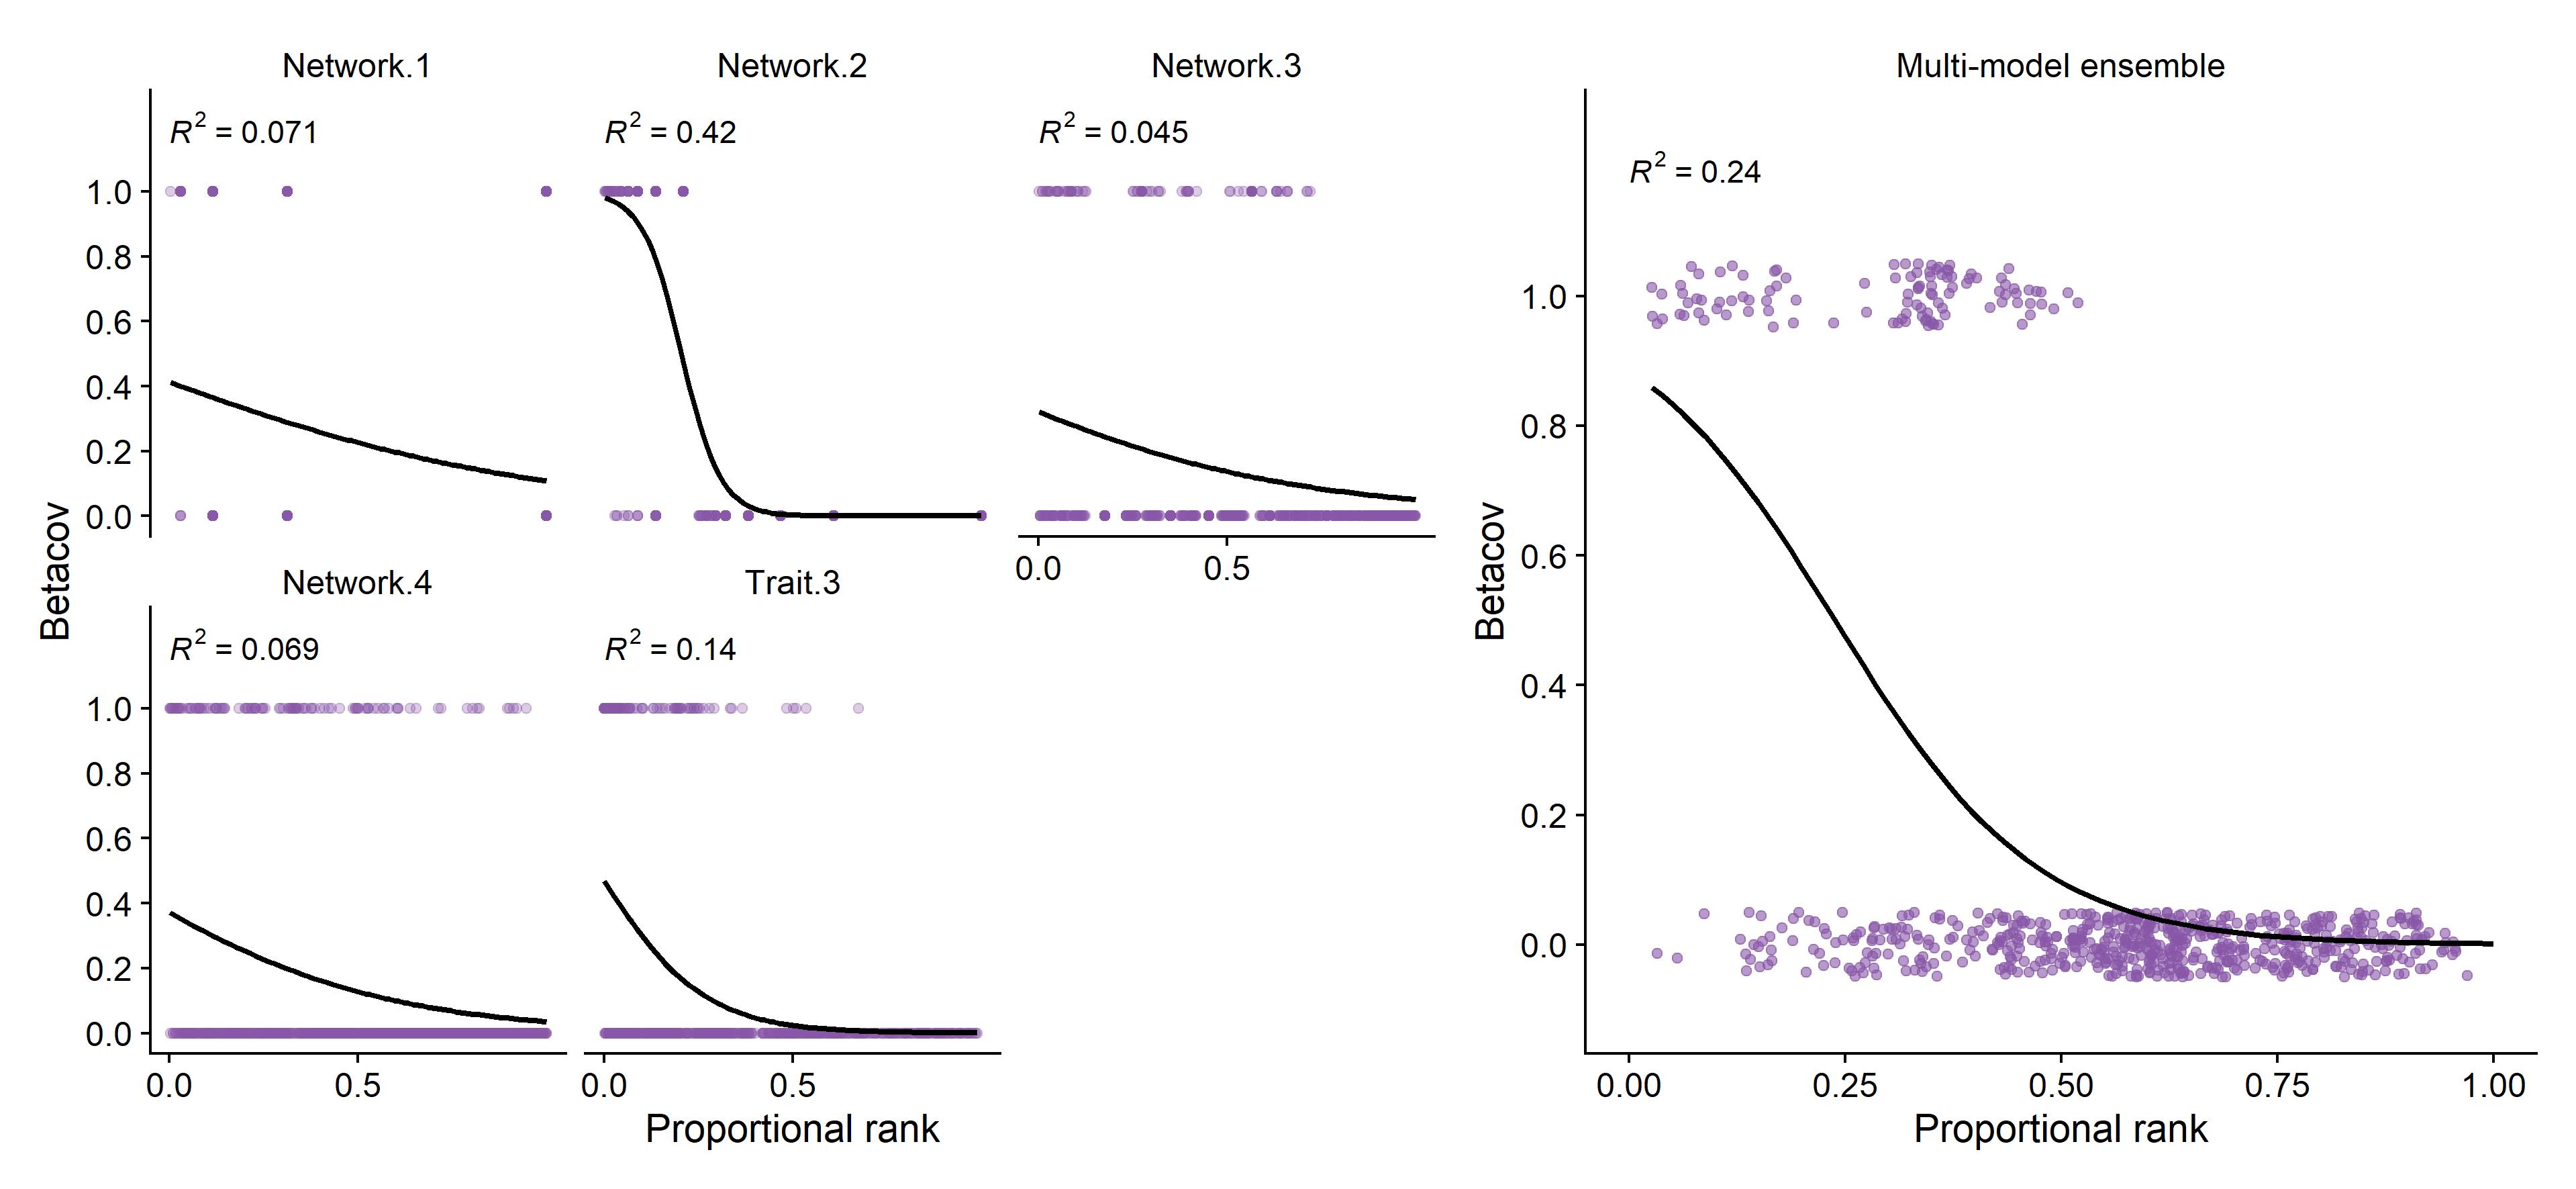 Network.1 Network.2 Network.3 Multi-model ensemble
R² = 0.071 R² = 0.42 R² = 0.045 R² = 0.24
1.0
0.8
0.6
0.4
0.2
0.0
0.0 0.5
Betacov
Network.4 Trait.3
R² = 0.069 R² = 0.14
1.0
0.8
0.6
0.4
0.2
0.0
0.0 0.5 0.0 0.5
Proportional rank
Betacov
1.0
0.8
0.6
0.4
0.2
0.0
0.00 0.25 0.50 0.75 1.00
Proportional rank